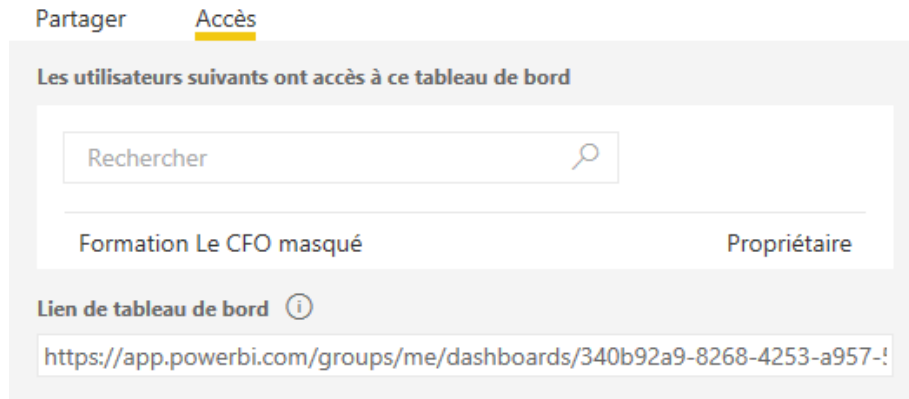 Partager Accès
Les utilisateurs suivants ont accès à ce tableau de bord
Rechercher
Formation Le CFO masqué Propriétaire
Lien de tableau de bord
https://app.powerbi.com/groups/me/dashboards/340b92a9-8268-4253-a957-